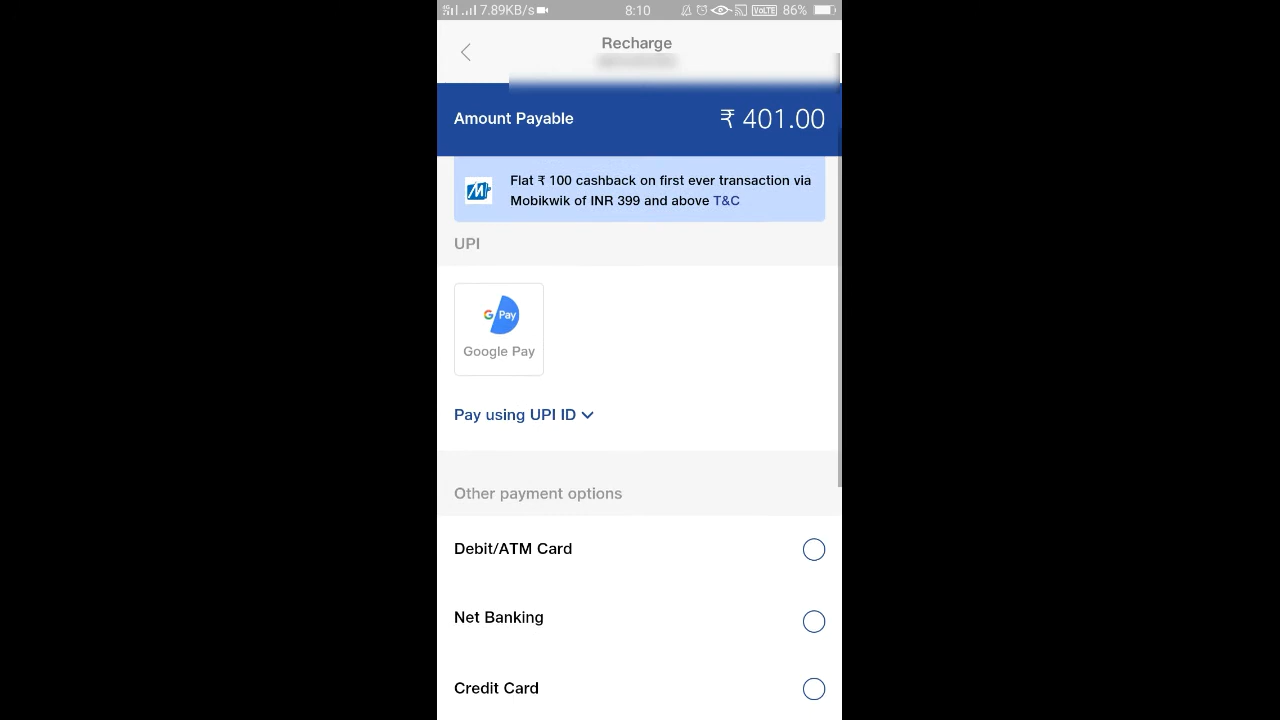 7.89KB/s
8:10
VoLTE 86%
Recharge
Amount Payable
₹ 401.00
Flat ₹ 100 cashback on first ever transaction via
Mobikwik of INR 399 and above T&C
UPI
G Pay
Google Pay
Pay using UPI ID
Other payment options
Debit/ATM Card
Net Banking
Credit Card